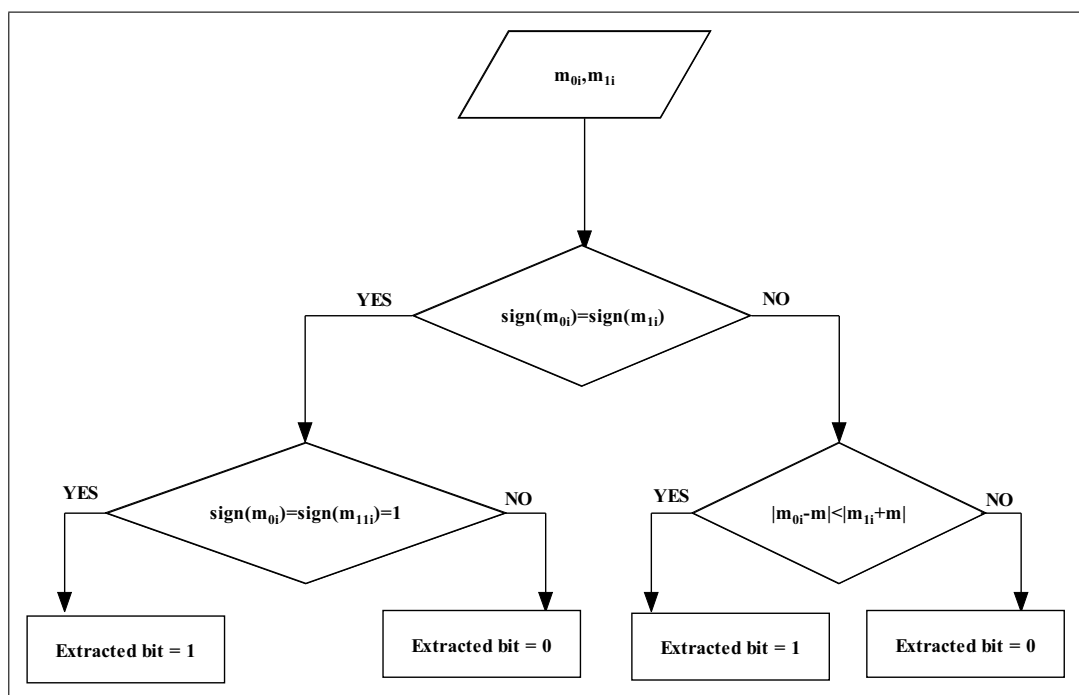 m₀ᵢ,m₁ᵢ
YES
NO
sign(m₀ᵢ)=sign(m₁ᵢ)
YES
NO
YES
NO
sign(m₀ᵢ)=sign(m₁₁ᵢ)=1
|m₀ᵢ-m|<|m₁ᵢ+m|
Extracted bit = 1
Extracted bit = 0
Extracted bit = 1
Extracted bit = 0